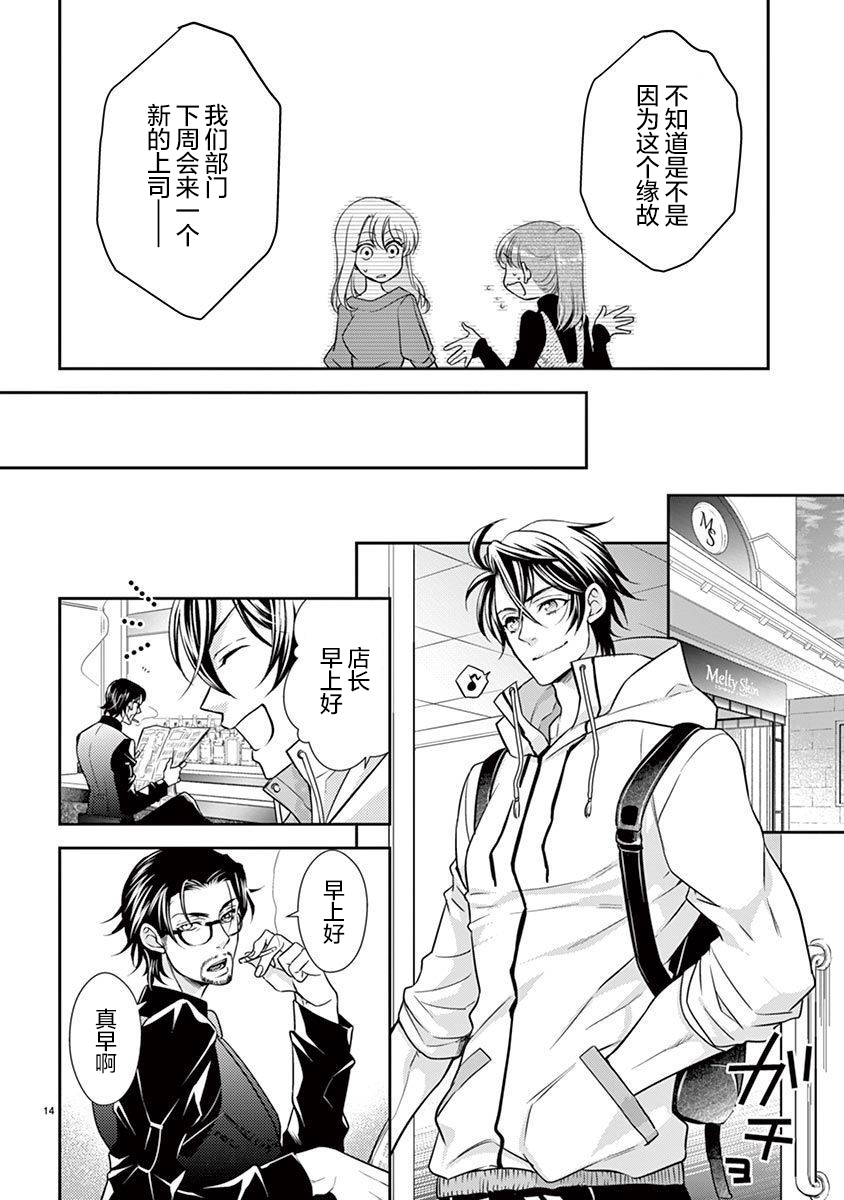 不知道是不是
因为这个缘故
我们部门
下周会来一个
新的上司——
MS
Melty Skin
♪
ガチョ
店长
早上好
早上好
真早啊
14